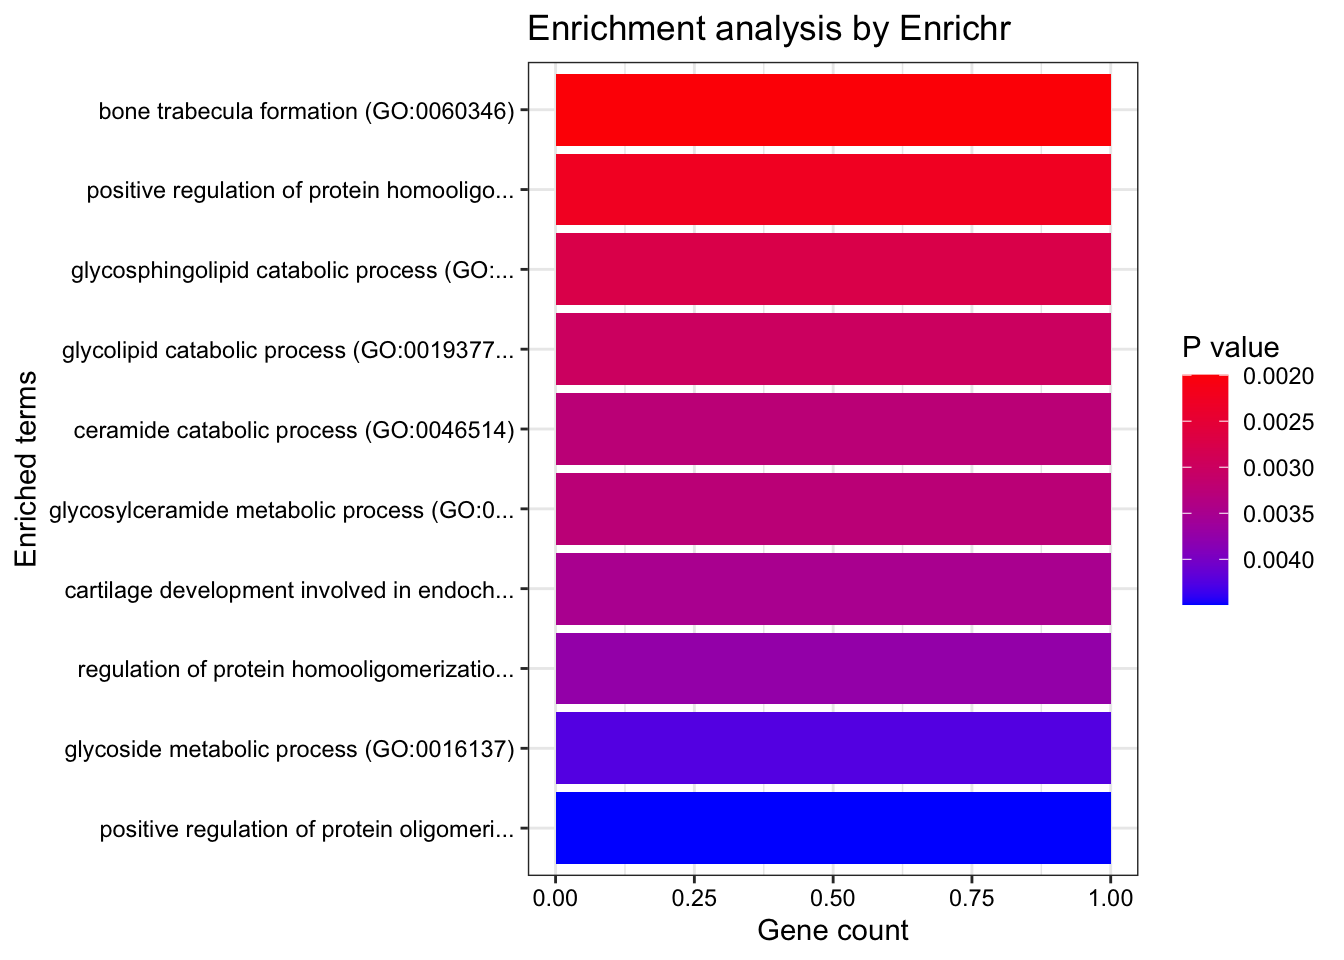 Enrichment analysis by Enrichr
bone trabecula formation (GO:0060346)
positive regulation of protein homooligo...
glycosphingolipid catabolic process (GO:...
glycolipid catabolic process (GO:0019377...
ceramide catabolic process (GO:0046514)
glycosylceramide metabolic process (GO:0...
cartilage development involved in endoch...
regulation of protein homooligomerizatio...
glycoside metabolic process (GO:0016137)
positive regulation of protein oligomeri...
Enriched terms
0.00 0.25 0.50 0.75 1.00
Gene count
P value
0.0020
0.0025
0.0030
0.0035
0.0040